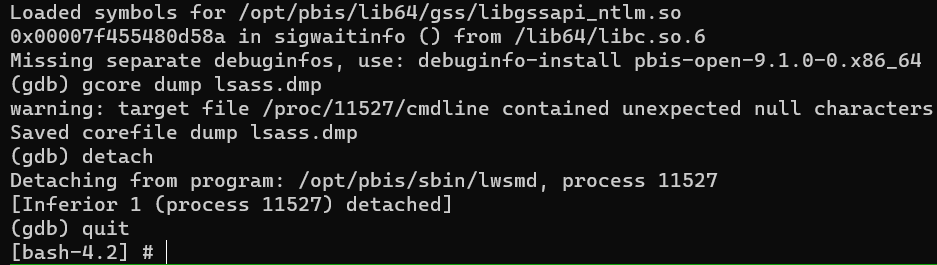 Loaded symbols for /opt/pbis/lib64/gss/libgssapi_ntlm.so
0x00007f455480d58a in sigwaitinfo () from /lib64/libc.so.6
Missing separate debuginfos, use: debuginfo-install pbis-open-9.1.0-0.x86_64
(gdb) gcore dump lsass.dmp
warning: target file /proc/11527/cmdline contained unexpected null characters
Saved corefile dump lsass.dmp
(gdb) detach
Detaching from program: /opt/pbis/sbin/lwsmd, process 11527
[Inferior 1 (process 11527) detached]
(gdb) quit
[bash-4.2] #